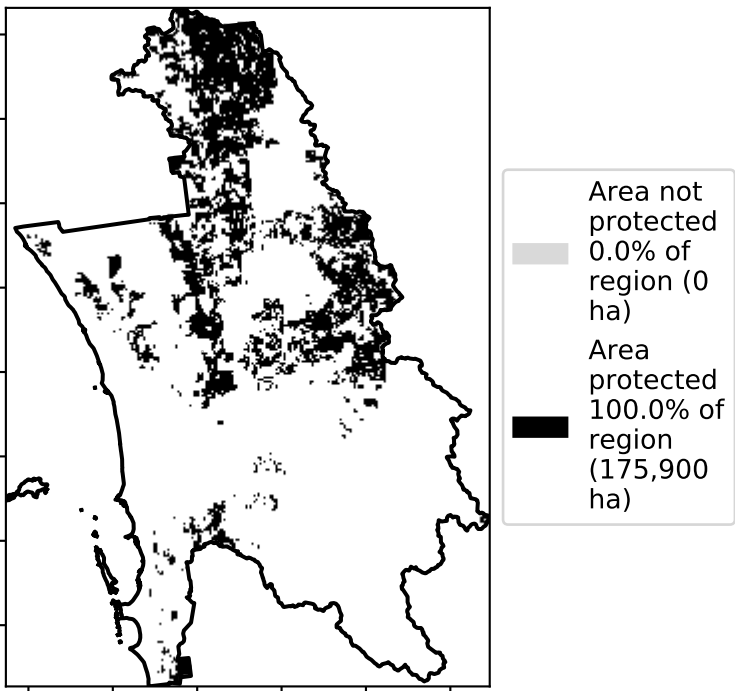 Area not
protected
0.0% of
region (0
ha)
Area
protected
100.0% of
region
(175,900
ha)